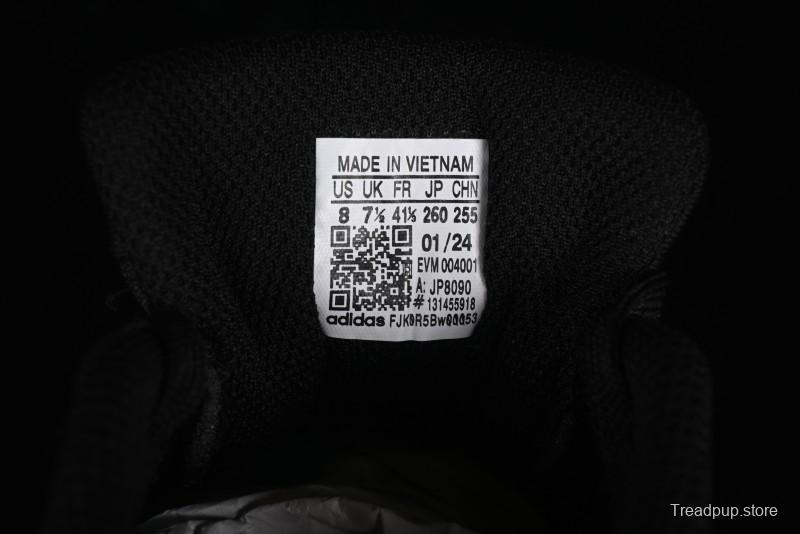 MADE IN VIETNAM
US UK FR JP CHN
8 7½ 41⅓ 260 255
01/24
EVM 004001
A: JP8090
# 131455918
adidas
Treadpup.store